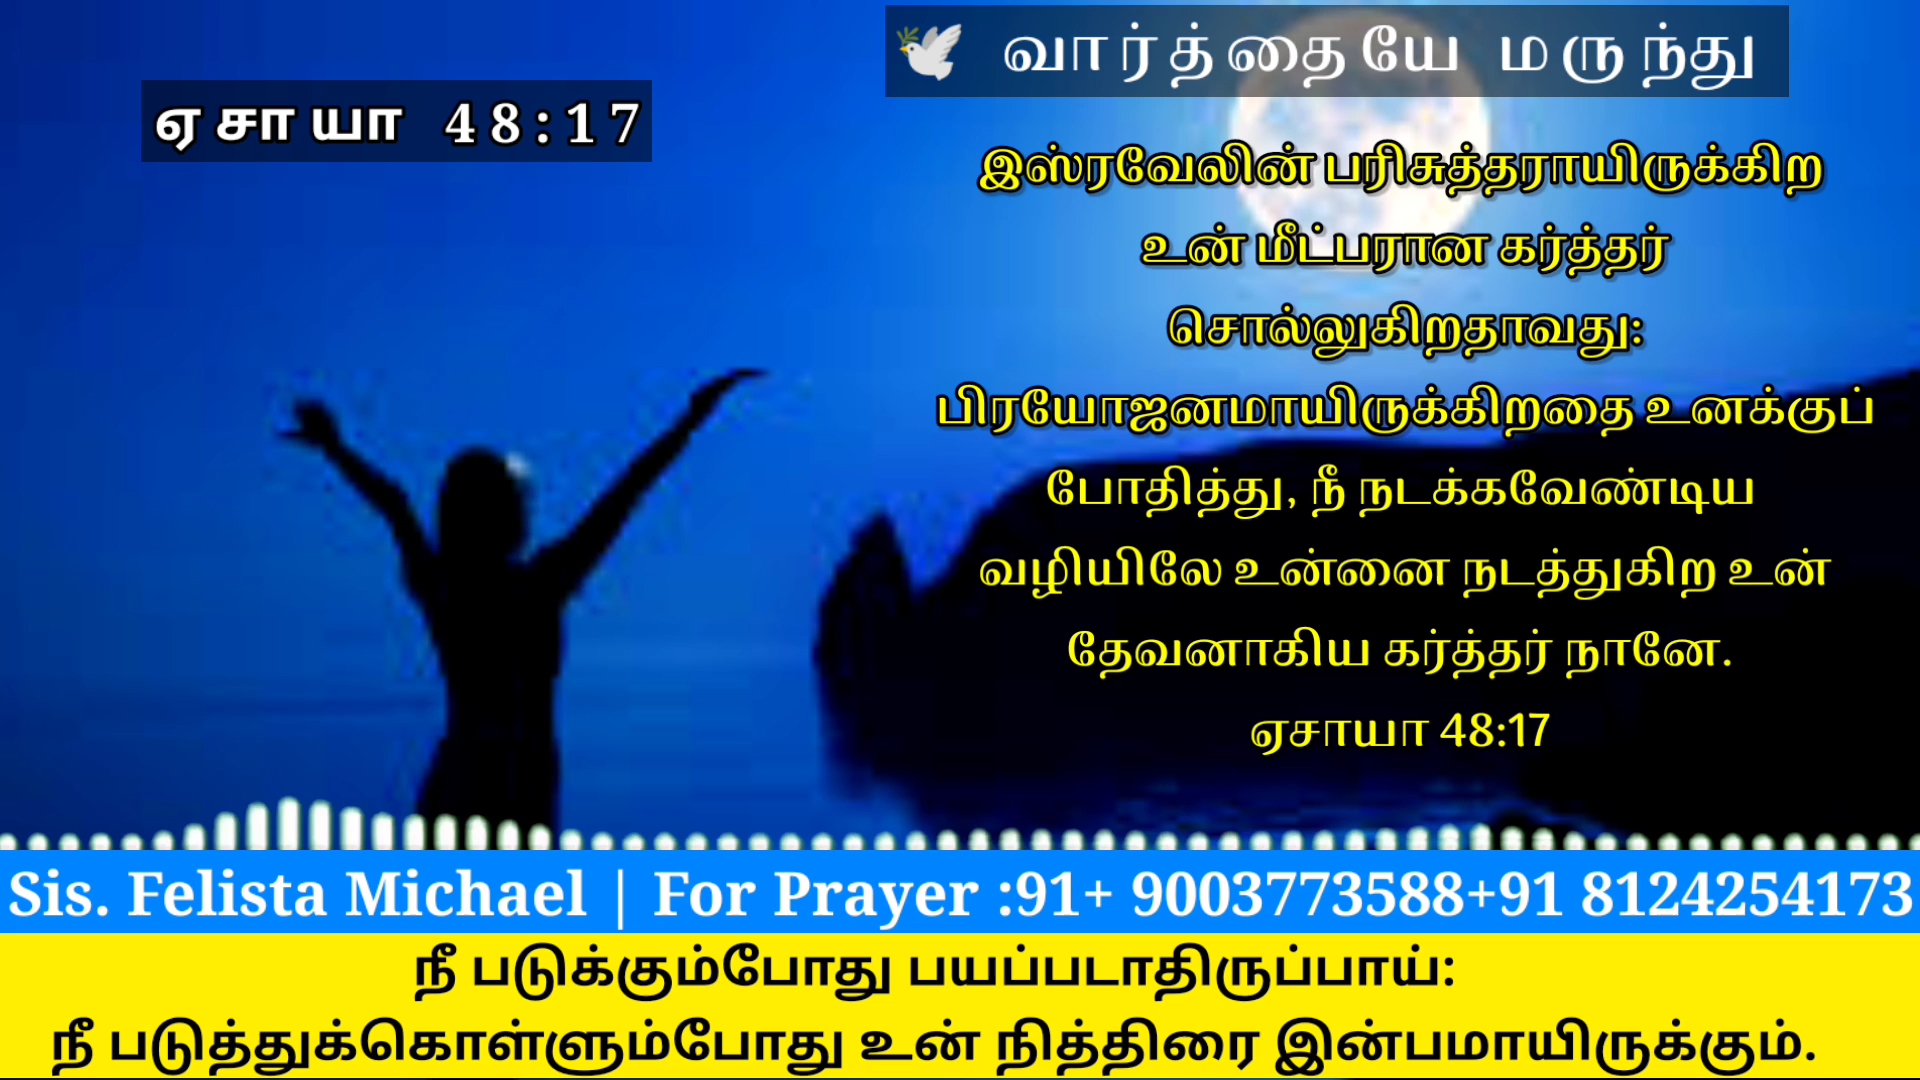 🕊️ வார்த்தையே மருந்து
ஏசாயா 48:17
இஸ்ரவேலின் பரிசுத்தராயிருக்கிற
உன் மீட்பரான கர்த்தர்
சொல்லுகிறதாவது:
பிரயோஜனமாயிருக்கிறதை உனக்குப்
போதித்து, நீ நடக்கவேண்டிய
வழியிலே உன்னை நடத்துகிற உன்
தேவனாகிய கர்த்தர் நானே.
ஏசாயா 48:17
Sis. Felista Michael | For Prayer :91+ 9003773588+91 8124254173
நீ படுக்கும்போது பயப்படாதிருப்பாய்:
நீ படுத்துக்கொள்ளும்போது உன் நித்திரை இன்பமாயிருக்கும்.